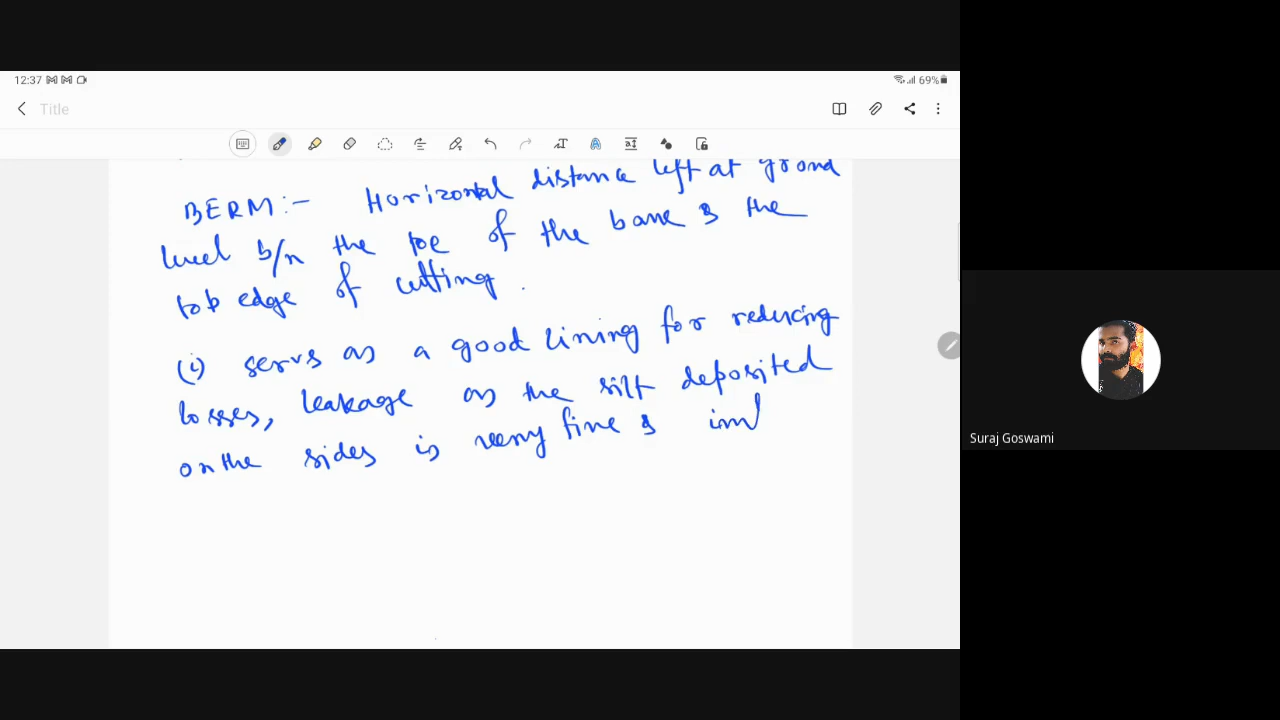 12:37
69%
Title
BERM:- Horizontal distance left at ground
level b/n the toe of the bank & the
top edge of cutting.
(i) serves as a good lining for reducing
losses, leakage as the silt deposited
on the sides is very fine & im
Suraj Goswami